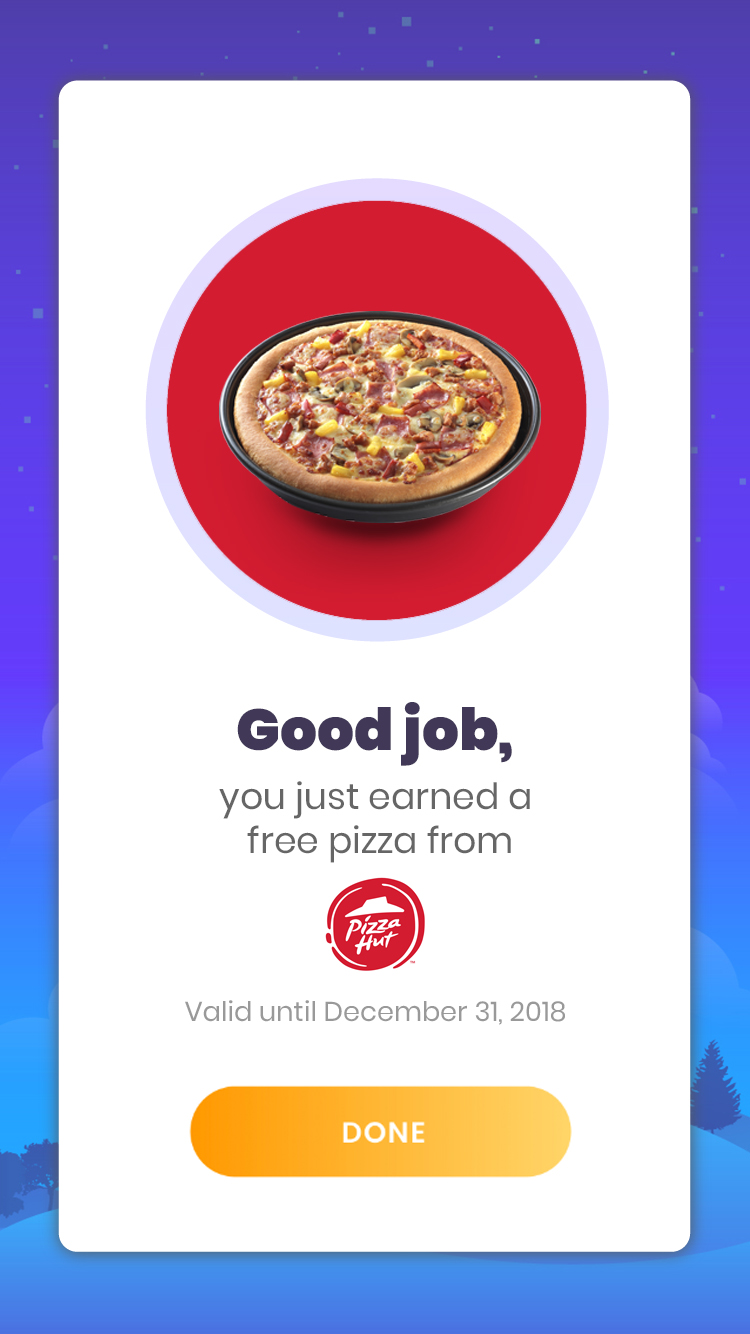 Good job,
you just earned a
free pizza from
Pizza
Hut
Valid until December 31, 2018
DONE